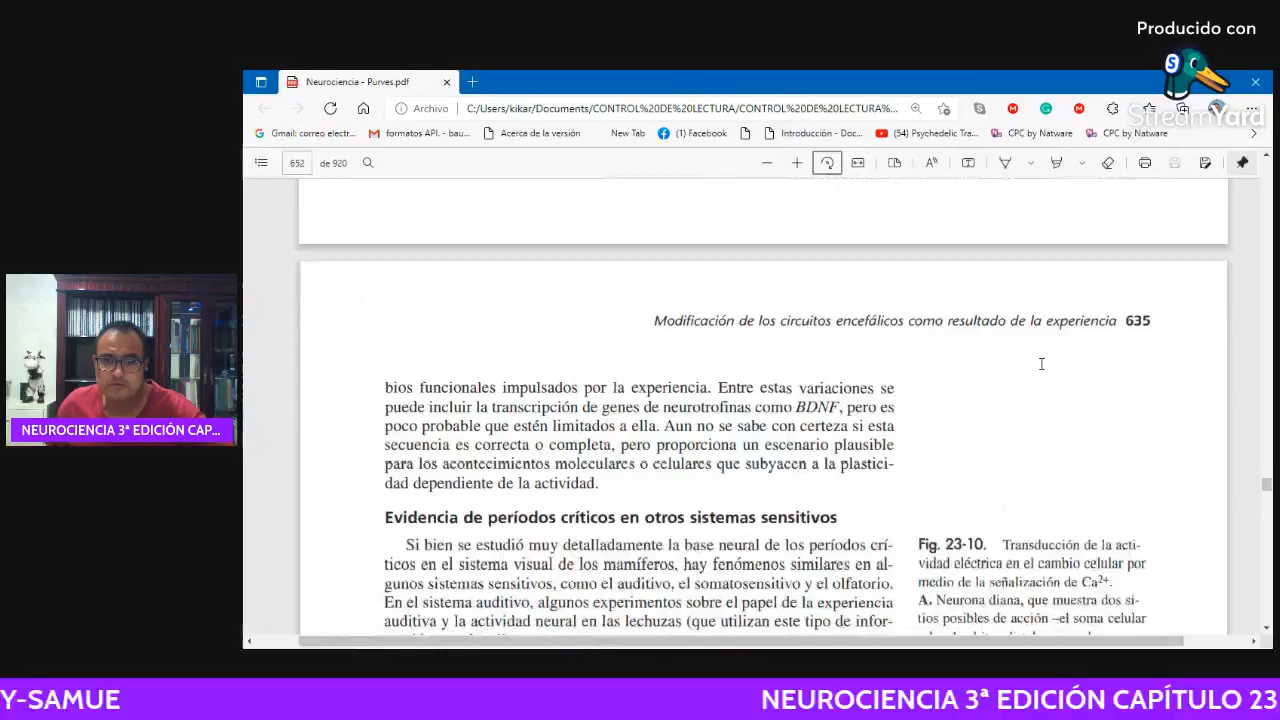 Producido con
StreamYard
Neurociencia - Purves.pdf
Archivo
C:/Users/kikar/Documents/CONTROL%20DE%20LECTURA/CONTROL%20DE%20LECTURA%...
Gmail: correo electr...
formatos APL - bau...
Acerca de la versión
New Tab
(1) Facebook
Introducción - Doc...
(54) Psychedelic Tra...
CPC by Natware
CPC by Natware
652
de 920
Modificación de los circuitos encefálicos como resultado de la experiencia 635
bios funcionales impulsados por la experiencia. Entre estas variaciones se
puede incluir la transcripción de genes de neurotrofinas como BDNF, pero es
poco probable que estén limitados a ella. Aun no se sabe con certeza si esta
secuencia es correcta o completa, pero proporciona un escenario plausible
para los acontecimientos moleculares o celulares que subyacen a la plastici-
dad dependiente de la actividad.
Evidencia de períodos críticos en otros sistemas sensitivos
Si bien se estudió muy detalladamente la base neural de los períodos crí-
ticos en el sistema visual de los mamíferos, hay fenómenos similares en al-
gunos sistemas sensitivos, como el auditivo, el somatosensitivo y el olfatorio.
En el sistema auditivo, algunos experimentos sobre el papel de la experiencia
auditiva y la actividad neural en las lechuzas (que utilizan este tipo de infor-
Fig. 23-10. Transducción de la acti-
vidad eléctrica en el cambio celular por
medio de la señalización de Ca2+.
A. Neurona diana, que muestra dos si-
tios posibles de acción –el soma celular
NEUROCIENCIA 3ª EDICIÓN CAP...
Y-SAMUE
NEUROCIENCIA 3ª EDICIÓN CAPÍTULO 23